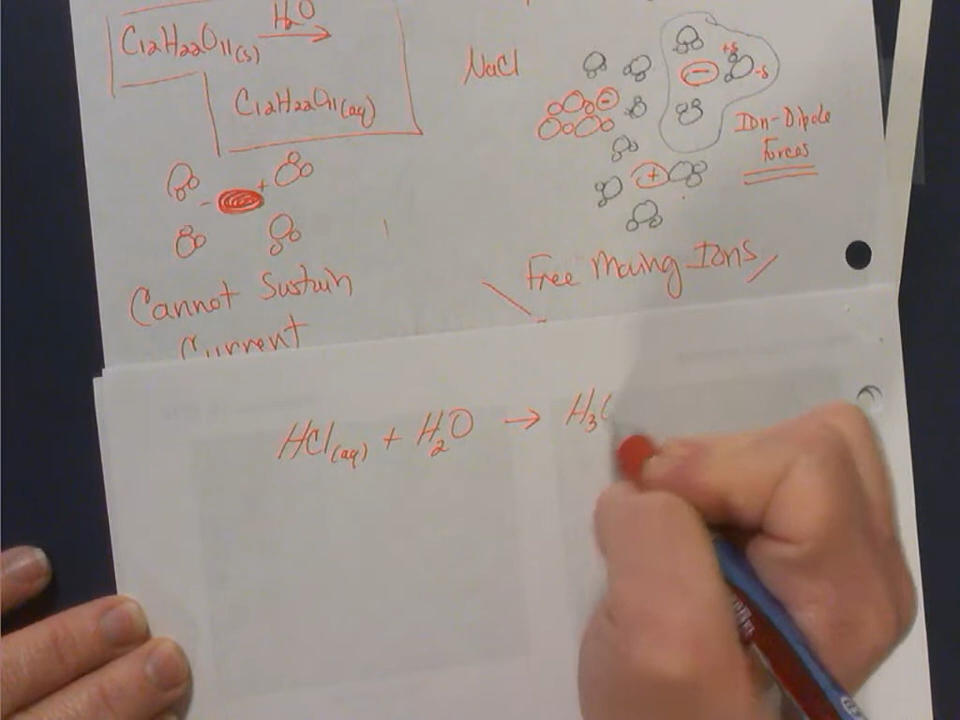 C12H22O11(s) H2O →
C12H22O11(aq)
- +
Cannot Sustain
Current
NaCl
-
+δ
-δ
-
+
Ion-Dipole
Forces
Free Moving Ions
HCl(aq) + H2O → H3